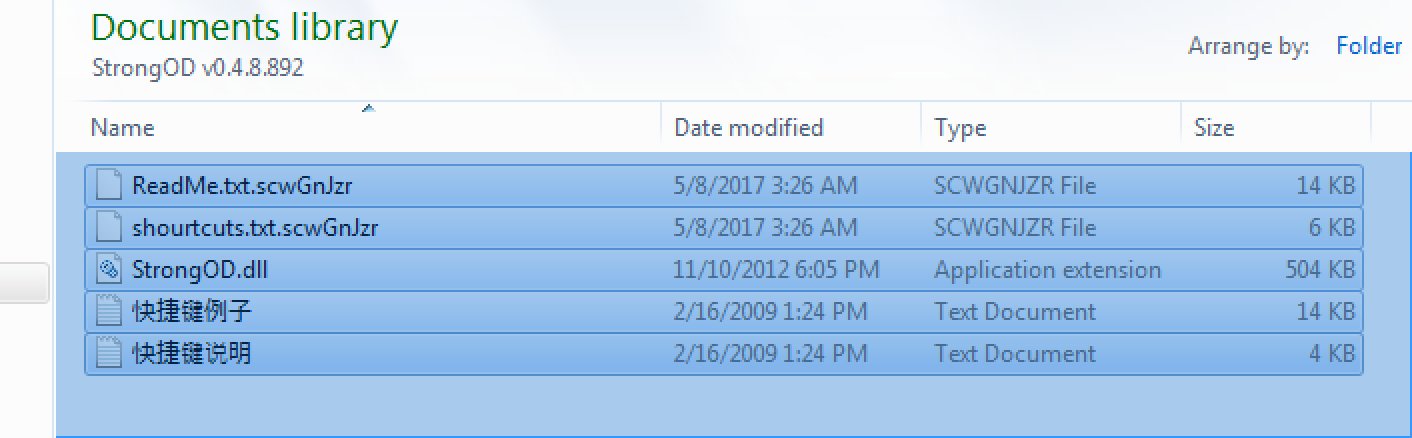 Documents library
StrongOD v0.4.8.892
Arrange by: Folder
Name Date modified Type Size
ReadMe.txt.scwGnJzr 5/8/2017 3:26 AM SCWGNJZR File 14 KB
shourtcuts.txt.scwGnJzr 5/8/2017 3:26 AM SCWGNJZR File 6 KB
StrongOD.dll 11/10/2012 6:05 PM Application extension 504 KB
快捷键例子 2/16/2009 1:24 PM Text Document 14 KB
快捷键说明 2/16/2009 1:24 PM Text Document 4 KB